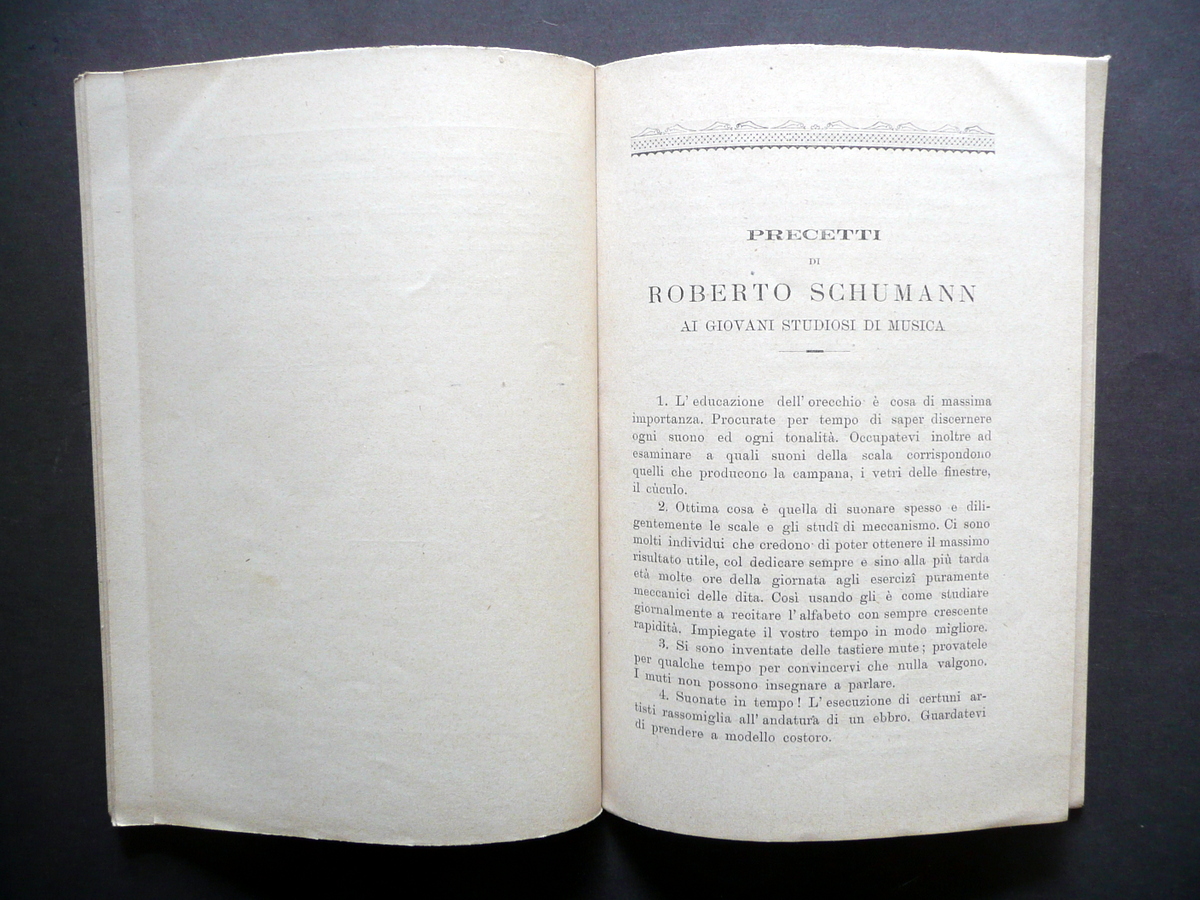 PRECETTI
DI
ROBERTO SCHUMANN
AI GIOVANI STUDIOSI DI MUSICA
1. L' educazione dell' orecchio è cosa di massima
importanza. Procurate per tempo di saper discernere
ogni suono ed ogni tonalità. Occupatevi inoltre ad
esaminare a quali suoni della scala corrispondono
quelli che producono la campana, i vetri delle finestre,
il cùculo.
2. Ottima cosa è quella di suonare spesso e dili-
gentemente le scale e gli studî di meccanismo. Ci sono
molti individui che credono di poter ottenere il massimo
risultato utile, col dedicare sempre e sino alla più tarda
età molte ore della giornata agli esercizî puramente
meccanici delle dita. Così usando gli è come studiare
giornalmente a recitare l' alfabeto con sempre crescente
rapidità. Impiegate il vostro tempo in modo migliore.
3. Si sono inventate delle tastiere mute ; provatele
per qualche tempo per convincervi che nulla valgono.
I muti non possono insegnare a parlare.
4. Suonate in tempo ! L' esecuzione di certuni ar-
tisti rassomiglia all' andatura di un ebbro. Guardatevi
di prendere a modello costoro.